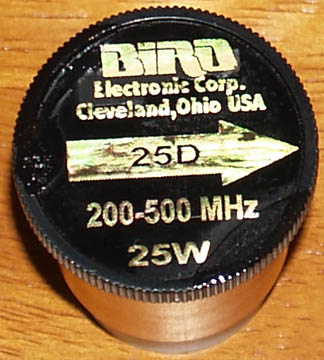 BIRD
Electronic Corp.
Cleveland,Ohio USA
25D
200-500 MHz
25W